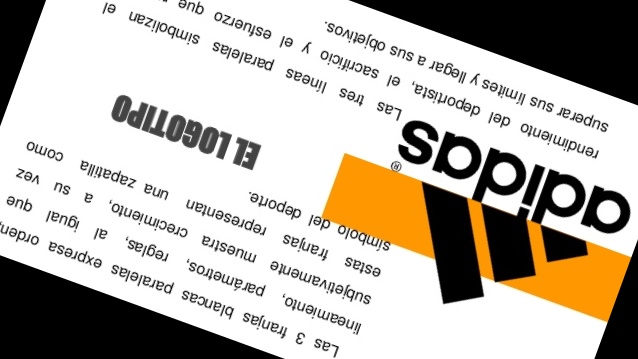 Las 3 franjas blancas paralelas expresa orden,
lineamiento, parámetros, reglas, al igual que
subjetivamente muestra crecimiento, a su vez
estas franjas representan una zapatilla como
símbolo del deporte.
adidas®
EL LOGOTIPO
Las tres líneas paralelas simbolizan el
rendimiento del deportista, el sacrificio y el esfuerzo que
superar sus límites y llegar a sus objetivos.